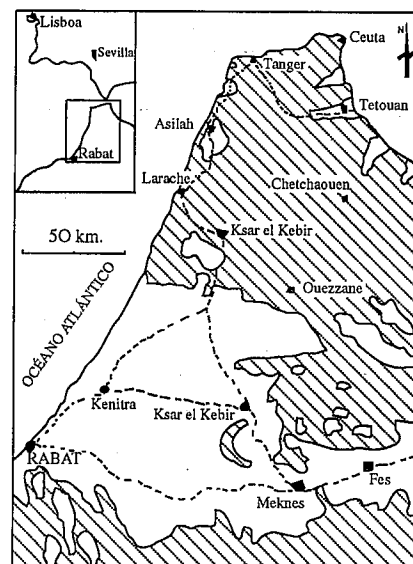 Lisboa
Sevilla
Rabat
50 km.
OCÉANO ATLÁNTICO
N
Ceuta
Tanger
Tetouan
Asilah
Larache
Chetchaouen
Ksar el Kebir
Ouezzane
Kenitra
Ksar el Kebir
RABAT
Fes
Meknes